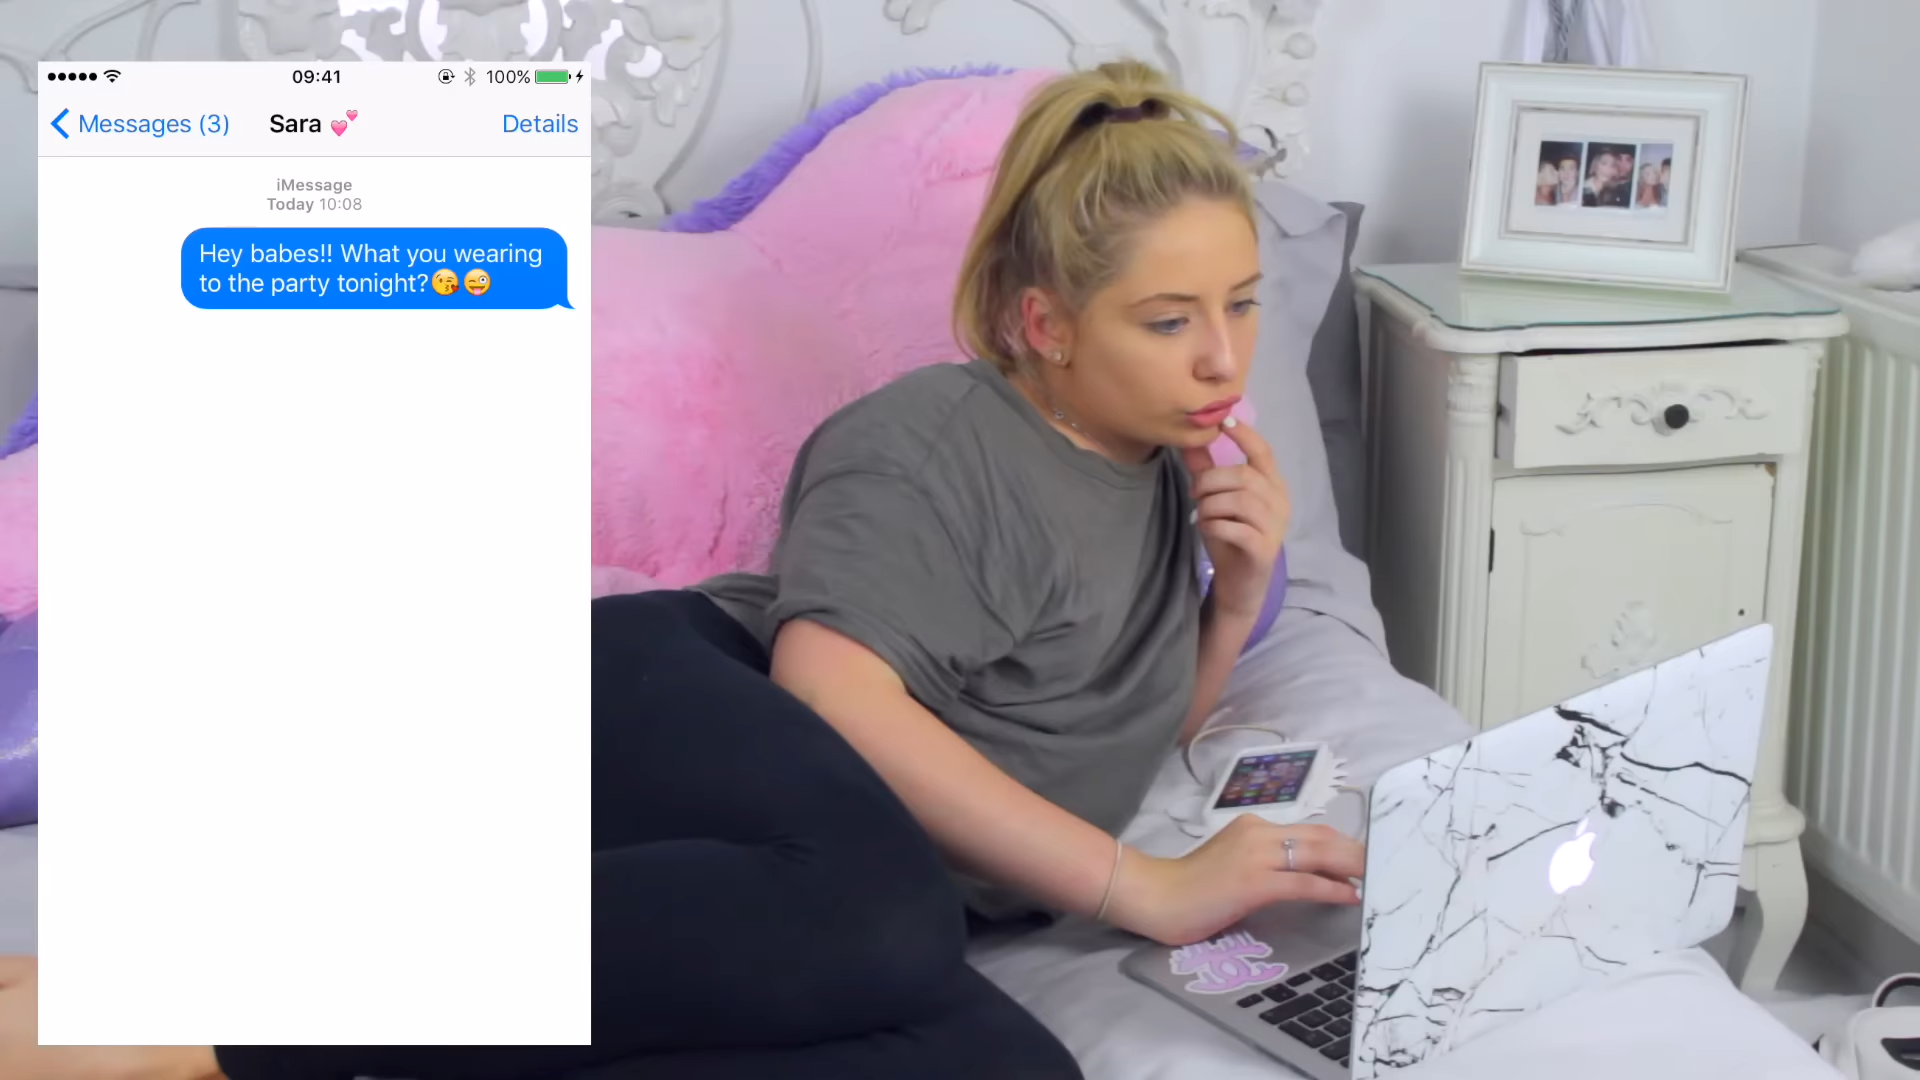 09:41 100%
Messages (3) Sara 💕 Details
iMessage
Today 10:08
Hey babes!! What you wearing
to the party tonight?😘😜